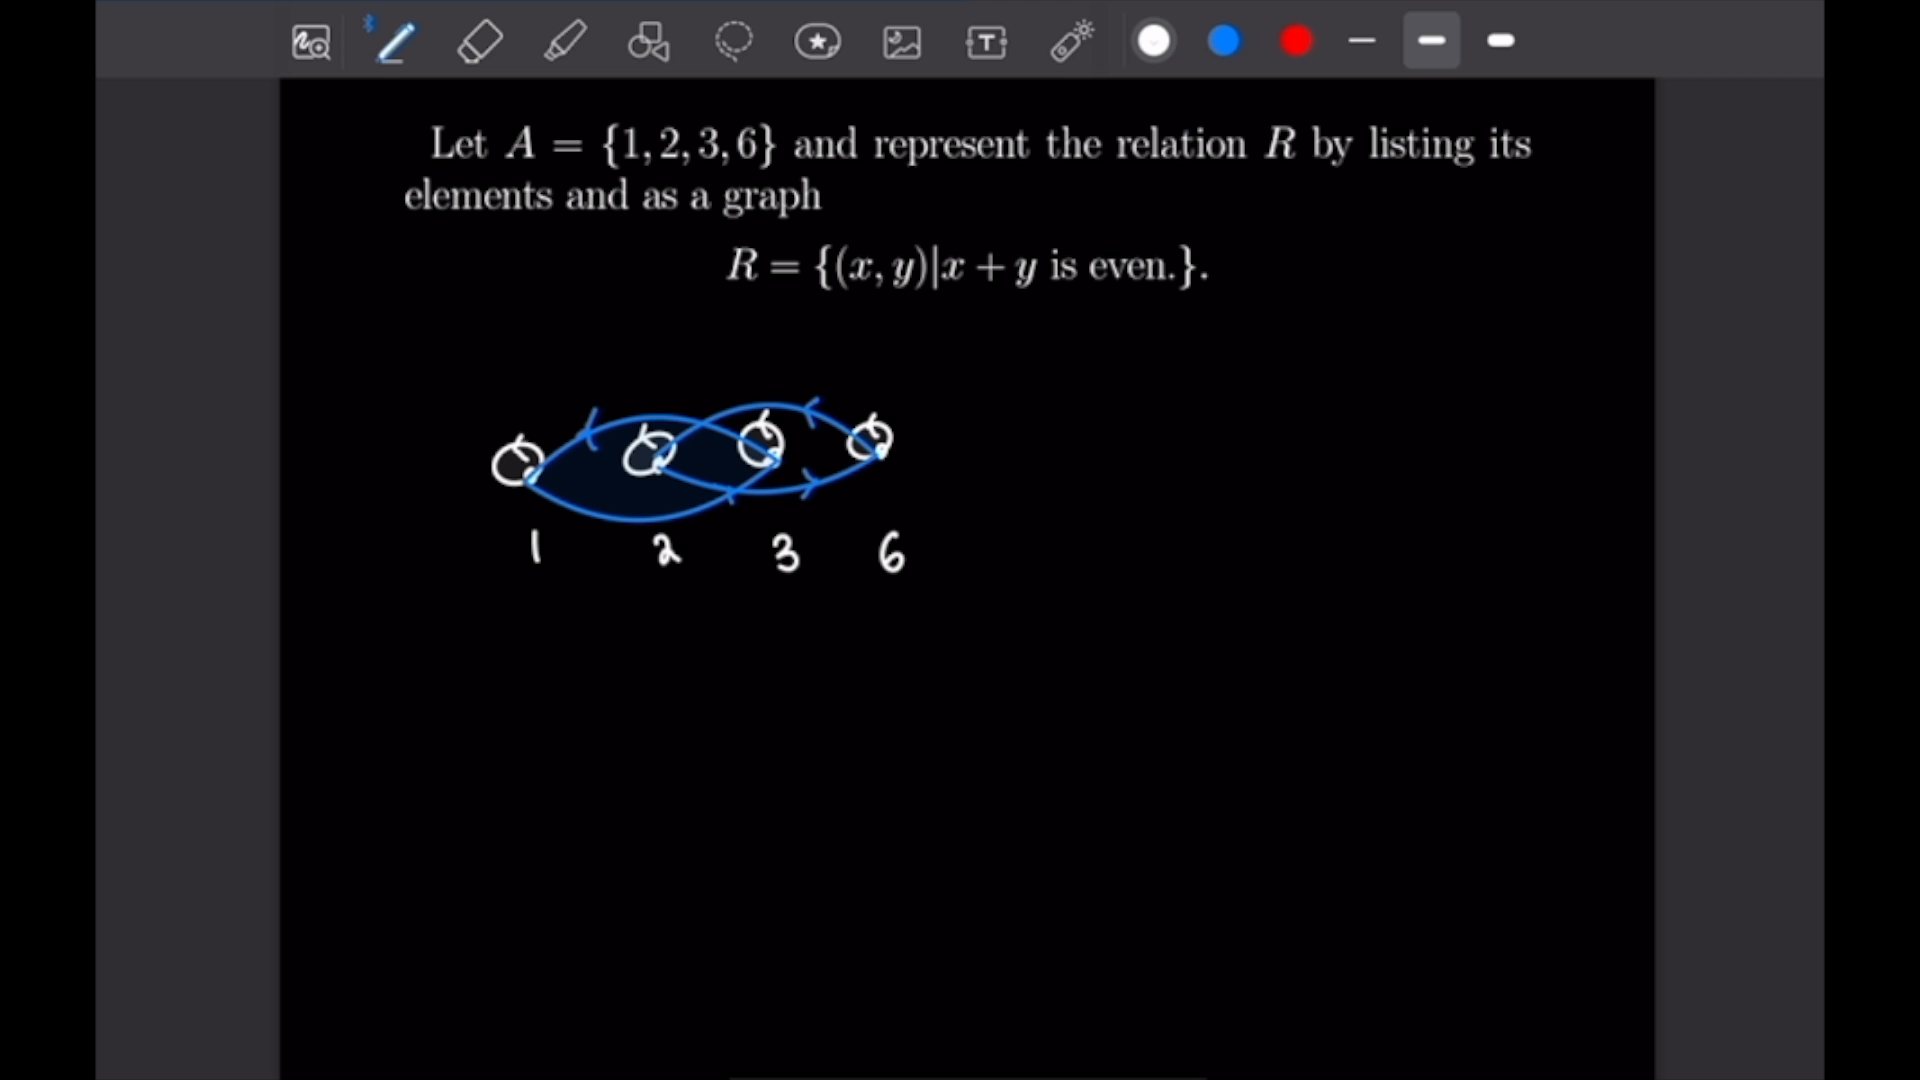 Let A = {1, 2, 3, 6} and represent the relation R by listing its
elements and as a graph
R = {(x, y)|x + y is even.}.
1 2 3 6